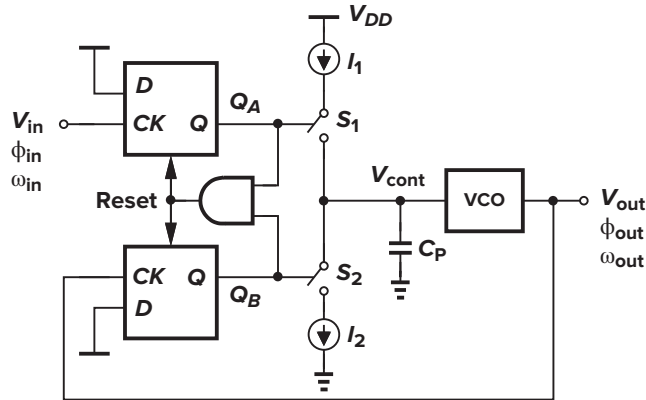 V_DD
I_1
D
Q_A
S_1
V_in
CK
Q
ϕ_in
ω_in
V_cont
Reset
VCO
V_out
ϕ_out
ω_out
C_P
CK
Q
S_2
D
Q_B
I_2